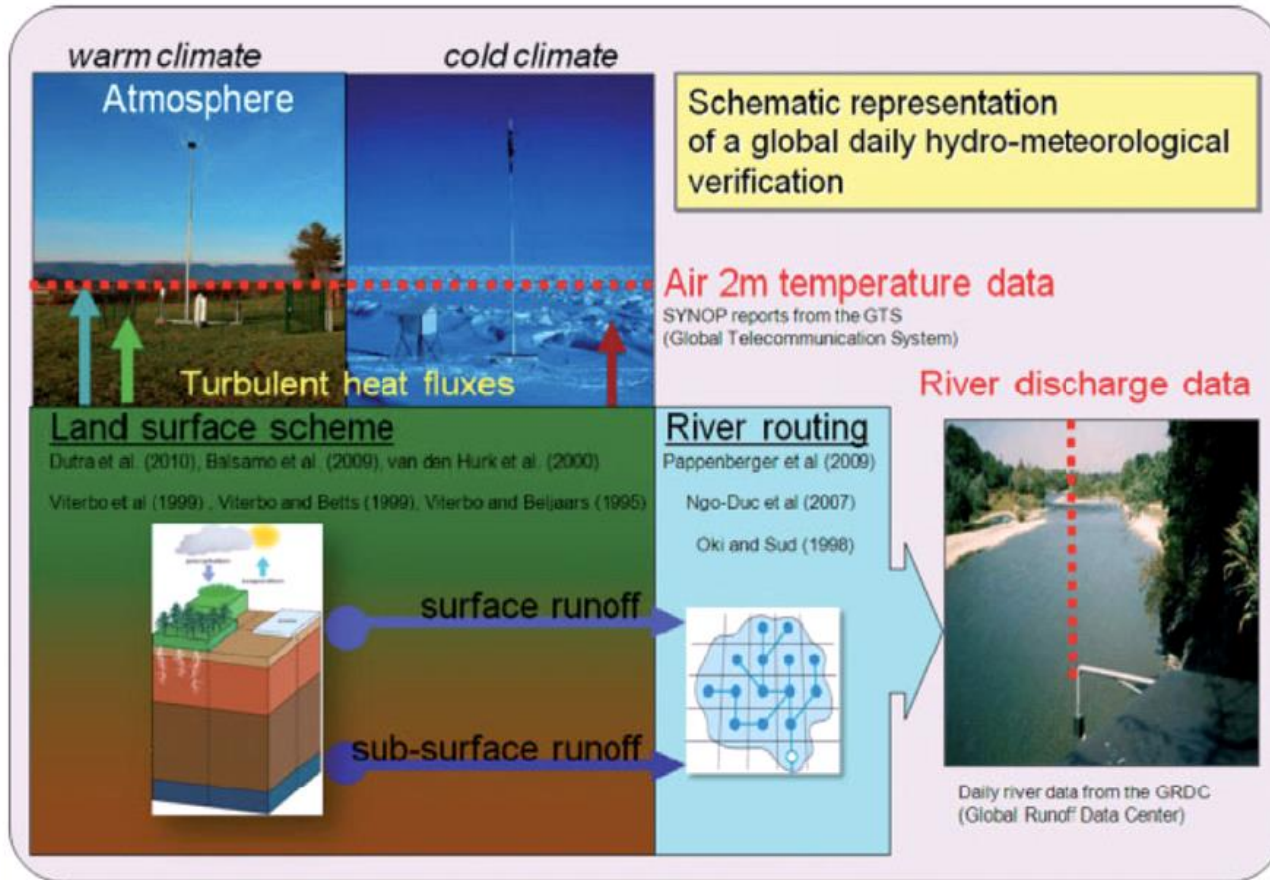 warm climate
cold climate
Atmosphere
Schematic representation
of a global daily hydro-meteorological
verification
Air 2m temperature data
SYNOP reports from the GTS
(Global Telecommunication System)
Turbulent heat fluxes
River discharge data
Land surface scheme
Dutra et al. (2010), Balsamo et al. (2009), van den Hurk et al. (2000)
Viterbo et al (1999) , Viterbo and Betts (1999), Viterbo and Beljaars (1995)
River routing
Pappenberger et al (2009)
Ngo-Duc et al (2007)
Oki and Sud (1998)
precipitation
temperature
surface runoff
sub-surface runoff
Daily river data from the GRDC
(Global Runoff Data Center)